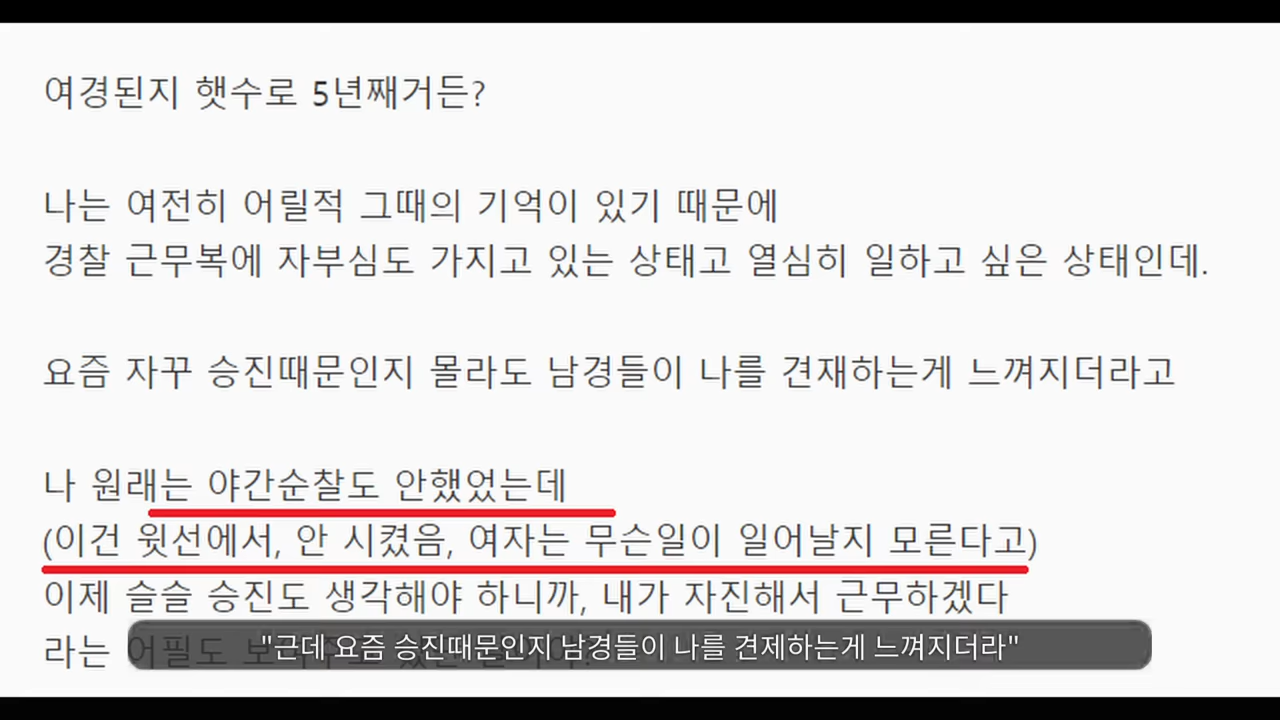 여경된지 햇수로 5년째거든?
나는 여전히 어릴적 그때의 기억이 있기 때문에
경찰 근무복에 자부심도 가지고 있는 상태고 열심히 일하고 싶은 상태인데.
요즘 자꾸 승진때문인지 몰라도 남경들이 나를 견재하는게 느껴지더라고
나 원래는 야간순찰도 안했었는데
(이건 윗선에서, 안 시켰음, 여자는 무슨일이 일어날지 모른다고)
이제 슬슬 승진도 생각해야 하니까, 내가 자진해서 근무하겠다
라는 어필도
"근데 요즘 승진때문인지 남경들이 나를 견제하는게 느껴지더라"